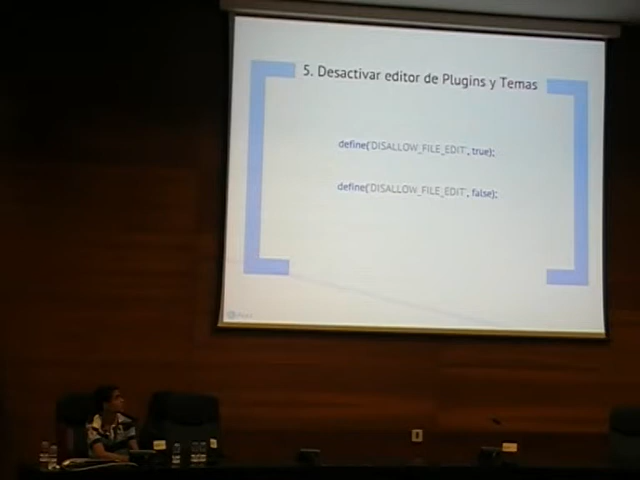 5. Desactivar editor de Plugins y Temas
define('DISALLOW_FILE_EDIT', true);
define('DISALLOW_FILE_EDIT', false);